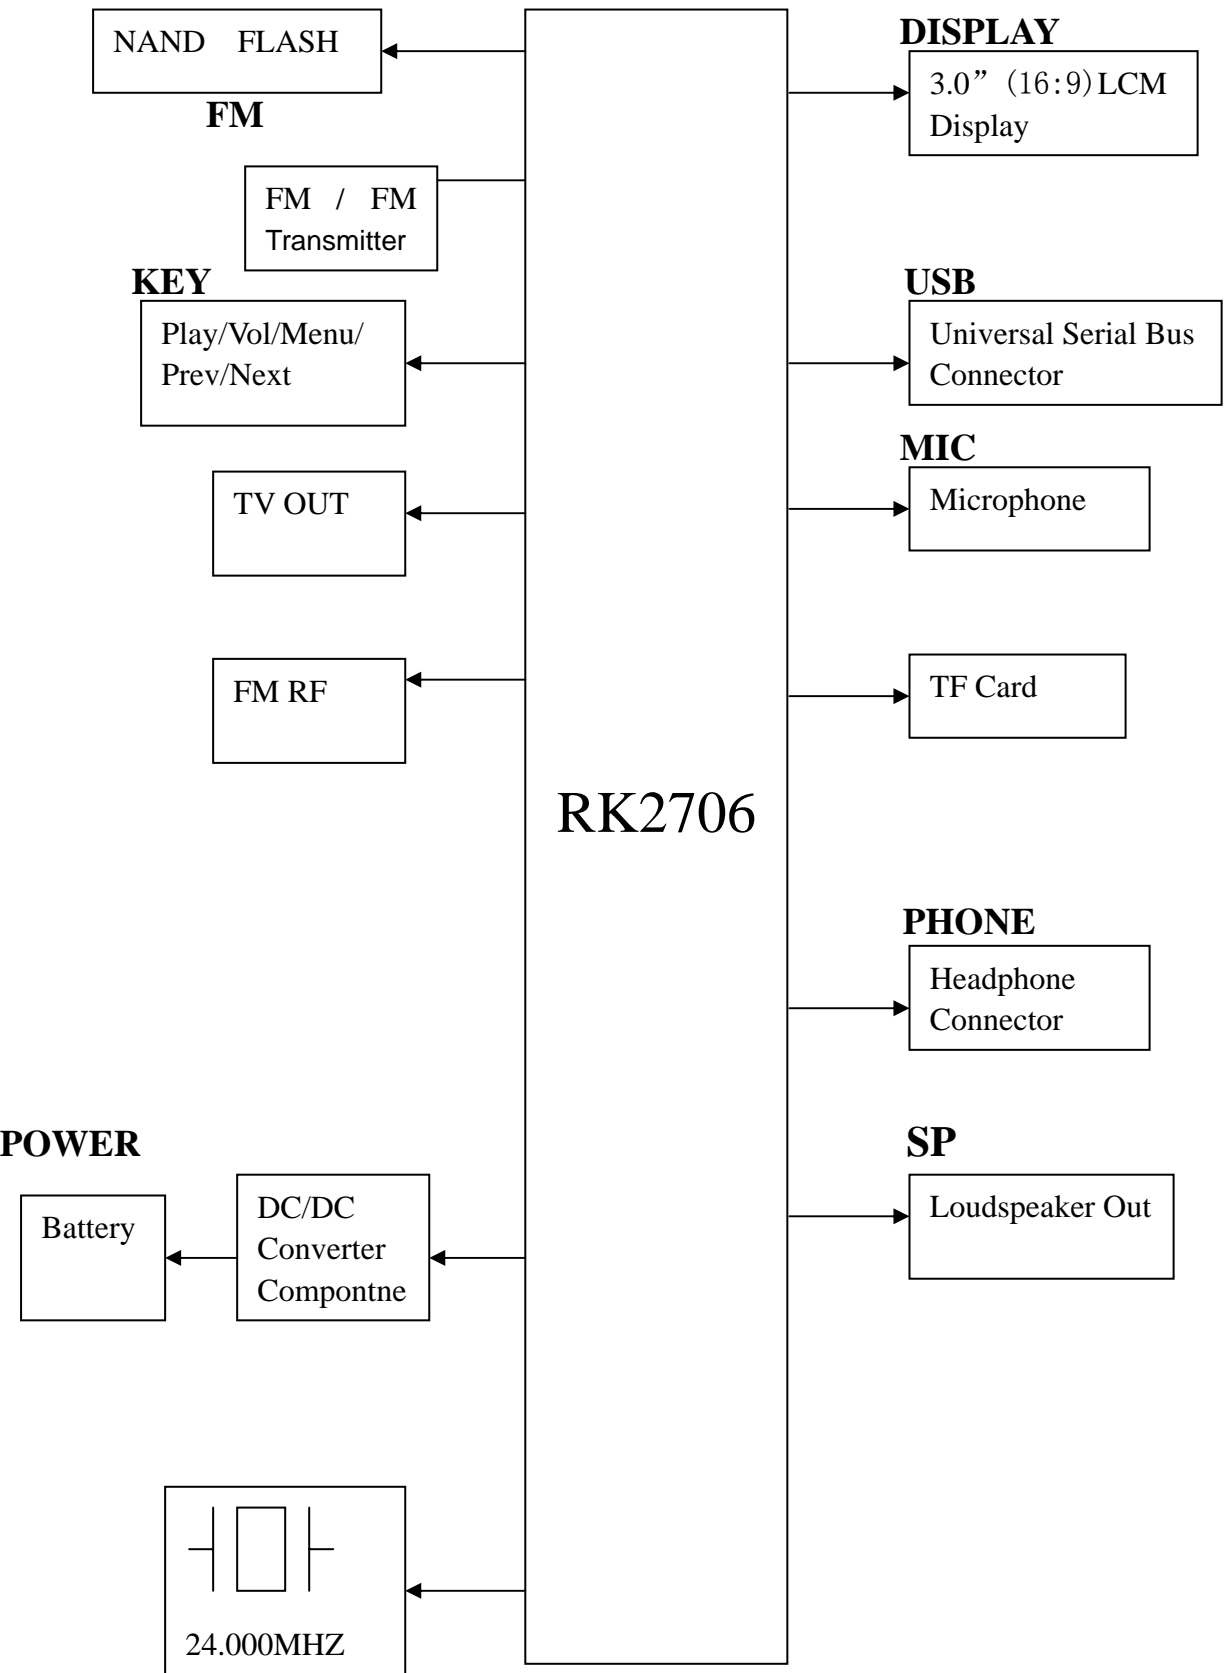 NAND FLASH
FM
FM / FM
Transmitter
KEY
Play/Vol/Menu/
Prev/Next
TV OUT
FM RF
RK2706
POWER
Battery
DC/DC
Converter
Compontne
24.000MHZ
DISPLAY
3.0” (16:9)LCM
Display
USB
Universal Serial Bus
Connector
MIC
Microphone
TF Card
PHONE
Headphone
Connector
SP
Loudspeaker Out